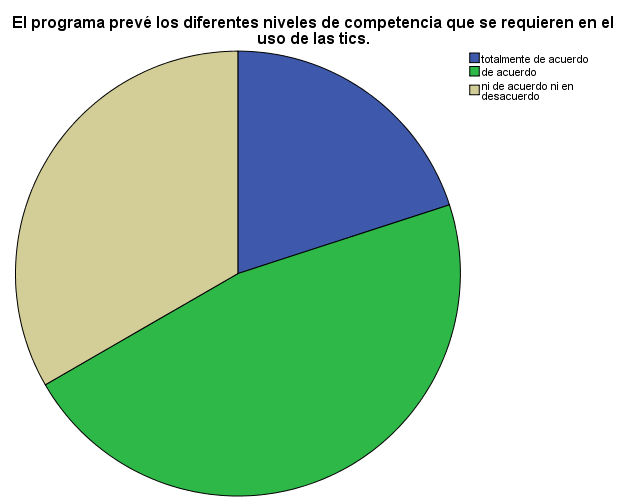 El programa prevé los diferentes niveles de competencia que se requieren en el
uso de las tics.
totalmente de acuerdo
de acuerdo
ni de acuerdo ni en
desacuerdo